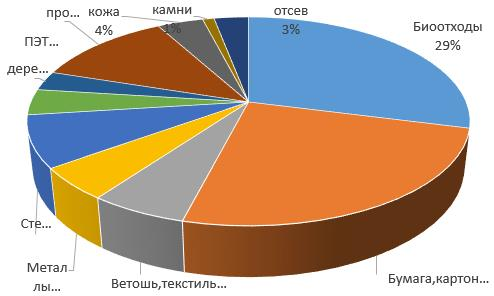 про...
кожа
4%
камни
1%
отсев
3%
Биоотходы
29%
ПЭТ...
дере...
Сте...
Метал
лы...
Ветошь,текстиль...
Бумага,картон...